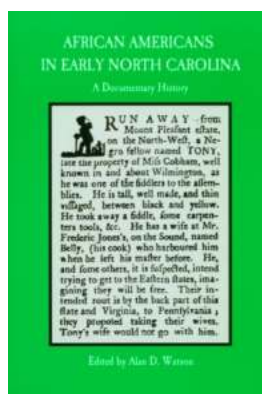 AFRICAN AMERICANS
IN EARLY NORTH CAROLINA
A Documentary History
RUN AWAY from
Mount Pleasant estate,
on the North-West, a Ne-
gro fellow named TONY,
late the property of Miss Cobham, well
known in and about Wilmington, as
he was one of the fiddlers to the assem-
blies. He is tall, well made, and thin
visaged, between black and yellow.
He took away a fiddle, some carpen-
ters tools, &c. He has a wife at Mr.
Frederic Jones's, on the Sound, named
Belly, (his cook) who harboured him
when he left his master before. He,
and some others, it is suspected, intend
trying to get to the Eastern states, ima-
gining they will be free. Their in-
tended rout is by the back part of this
state and Virginia, to Pennsylvania ;
they proposed taking their wives.
Tony's wife would not go with him.
Edited by Alan D. Watson